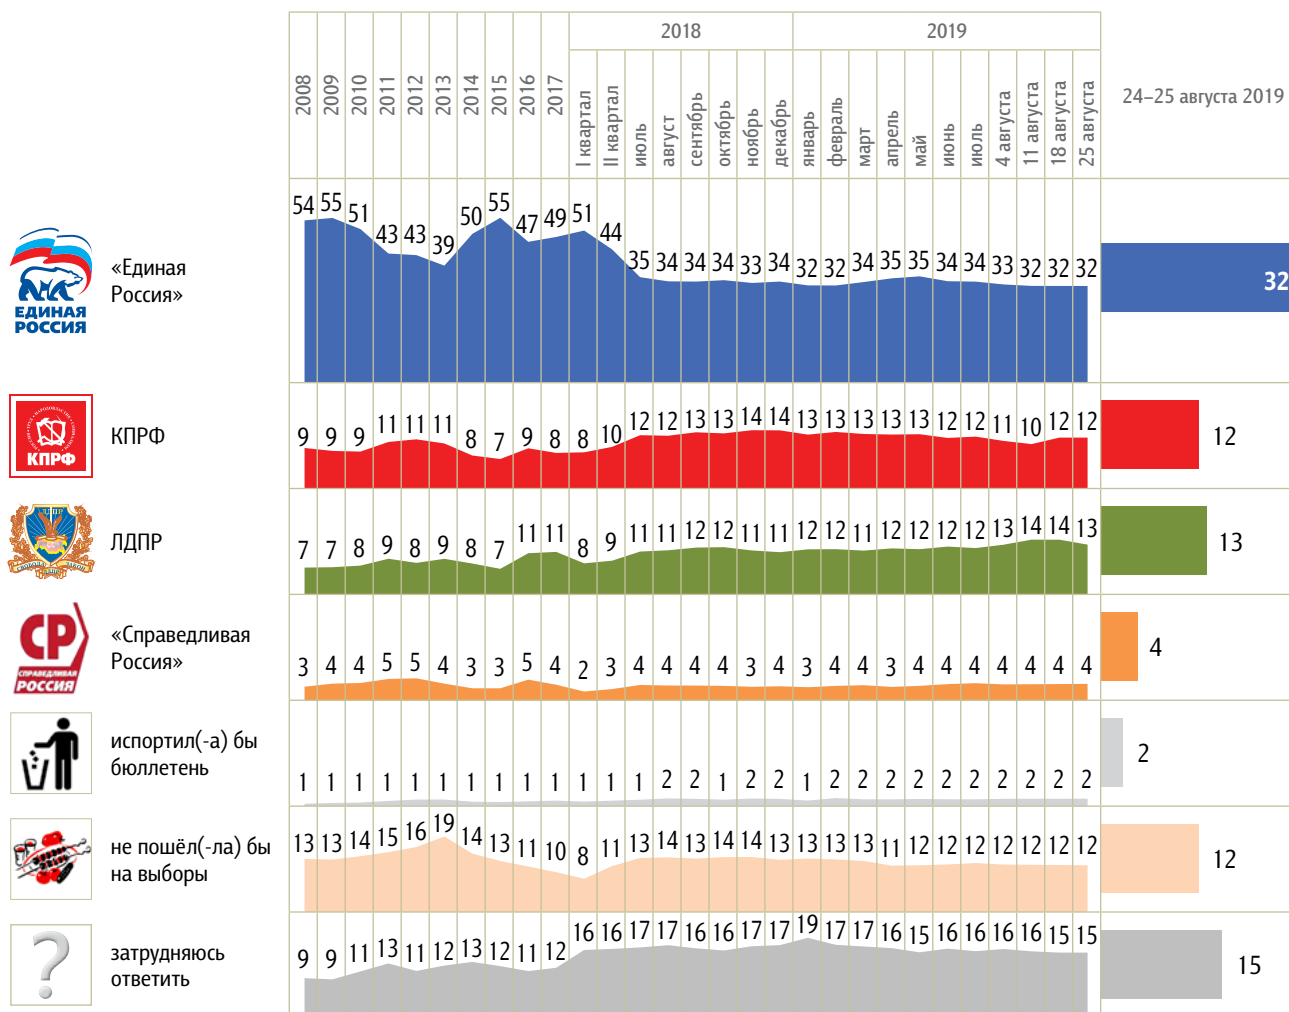 2018
2019
2008
2009
2010
2011
2012
2013
2014
2015
2016
2017
I квартал
II квартал
июль
август
сентябрь
октябрь
ноябрь
декабрь
январь
февраль
март
апрель
май
июнь
июль
4 августа
11 августа
18 августа
25 августа
24–25 августа 2019
ЕДИНАЯ
РОССИЯ
«Единая
Россия»
54 55 51 43 43 39 50 55 47 49 51 44 35 34 34 34 33 34 32 32 34 35 35 34 34 33 32 32 32
32
КПРФ
КПРФ
9 9 9 11 11 11 8 7 9 8 8 10 12 12 13 13 14 14 13 13 13 13 13 12 12 11 10 12 12
12
ЛДПР
ЛДПР
7 7 8 9 8 9 8 7 11 11 8 9 11 11 12 12 11 11 12 12 11 12 12 12 12 13 14 14 13
13
СР
СПРАВЕДЛИВАЯ
РОССИЯ
«Справедливая
Россия»
3 4 4 5 5 4 3 3 5 4 2 3 4 4 4 4 3 4 3 4 4 3 4 4 4 4 4 4 4
4
испортил(-а) бы
бюллетень
1 1 1 1 1 1 1 1 1 1 1 1 1 2 2 1 2 2 1 2 2 2 2 2 2 2 2 2 2
2
не пошёл(-ла) бы
на выборы
13 13 14 15 16 19 14 13 11 10 8 11 13 14 13 14 14 13 13 13 13 11 12 12 12 12 12 12 12
12
?
затрудняюсь
ответить
9 9 11 13 11 12 13 12 11 12 16 16 17 17 16 16 17 17 19 17 17 16 15 16 16 16 16 15 15
15